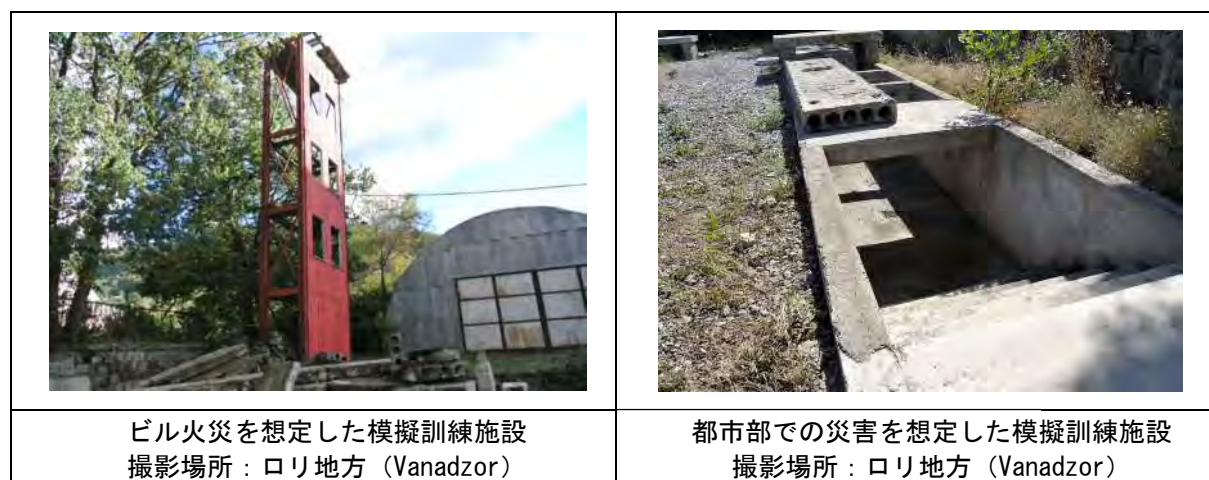 ビル火災を想定した模擬訓練施設
撮影場所：ロリ地方（Vanadzor）
都市部での災害を想定した模擬訓練施設
撮影場所：ロリ地方（Vanadzor）